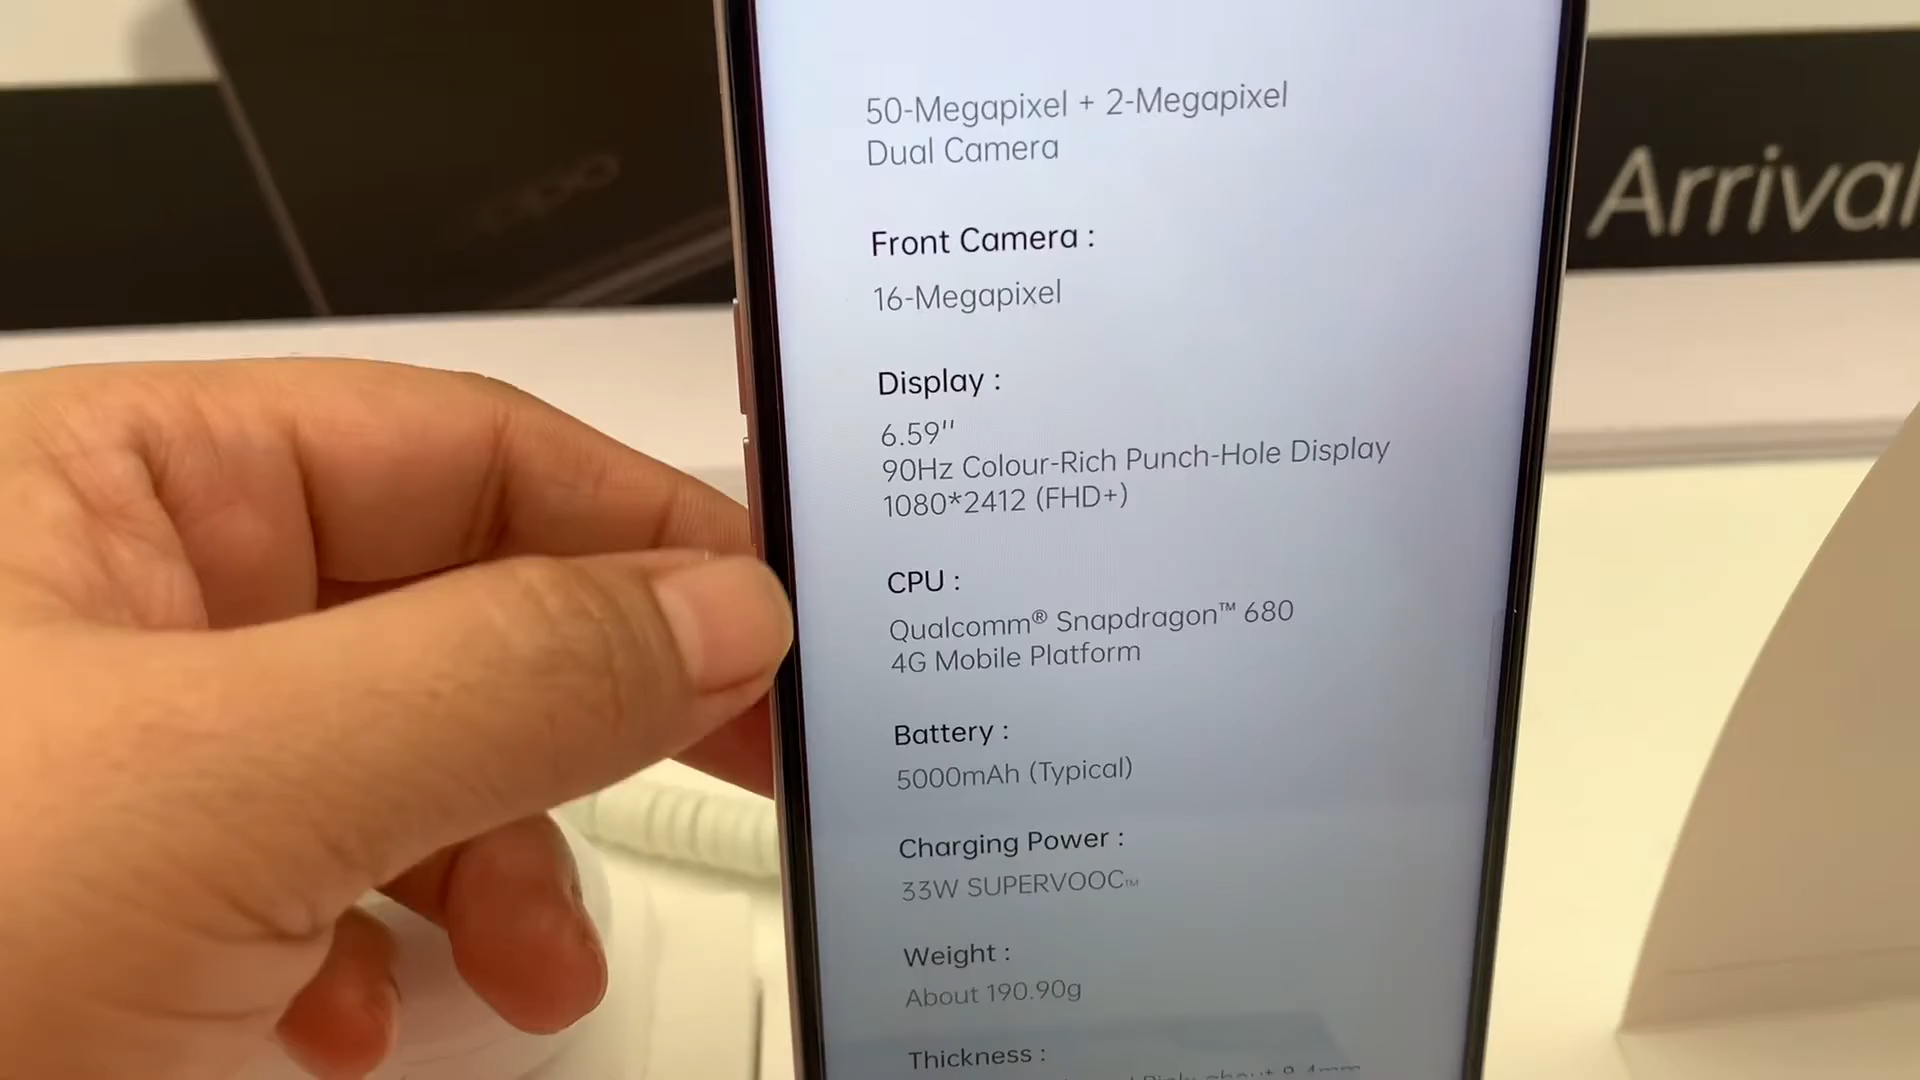 oppo
Arrival
50-Megapixel + 2-Megapixel
Dual Camera
Front Camera :
16-Megapixel
Display :
6.59''
90Hz Colour-Rich Punch-Hole Display
1080*2412 (FHD+)
CPU :
Qualcomm® Snapdragon™ 680
4G Mobile Platform
Battery :
5000mAh (Typical)
Charging Power :
33W SUPERVOOC™
Weight :
About 190.90g
Thickness :